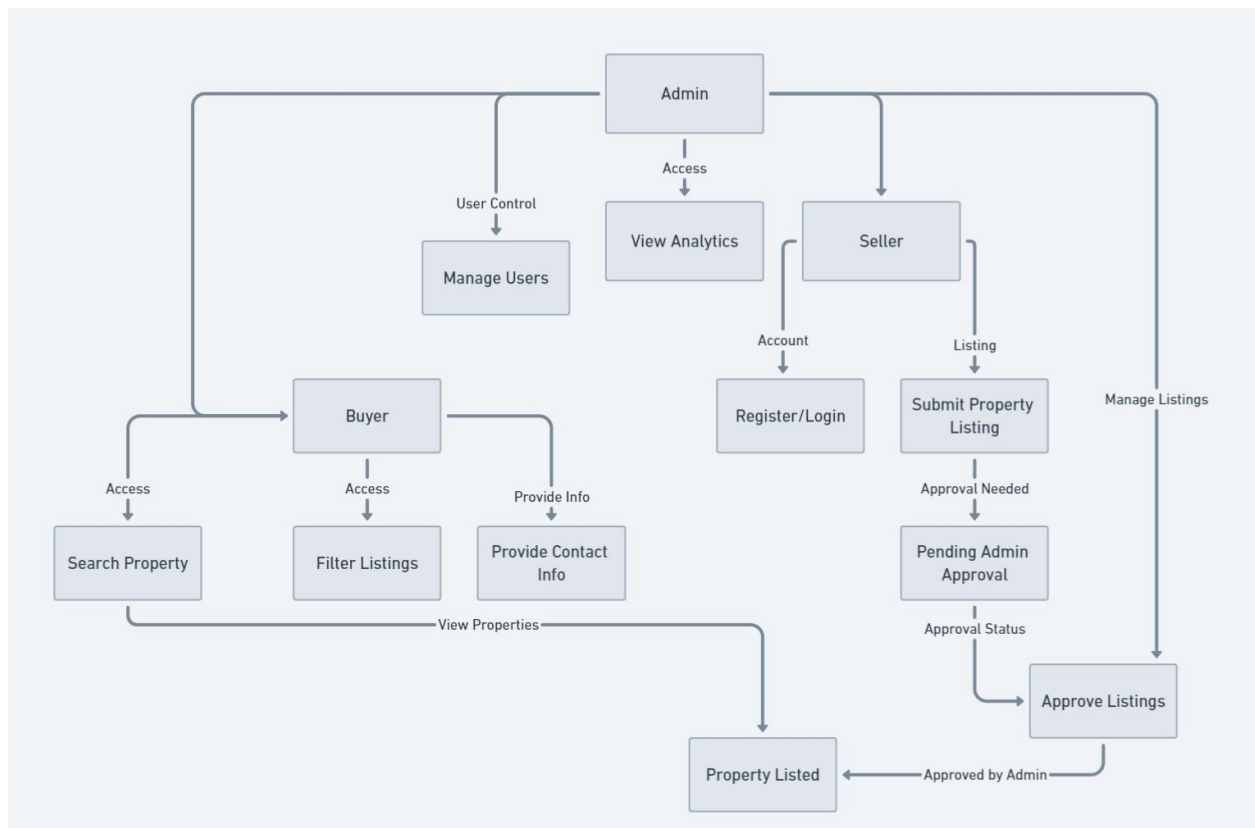 Admin
Access
User Control
View Analytics
Seller
Manage Users
Account
Listing
Manage Listings
Buyer
Register/Login
Submit Property
Listing
Access
Access
Provide Info
Approval Needed
Search Property
Filter Listings
Provide Contact
Info
Pending Admin
Approval
View Properties
Approval Status
Approve Listings
Property Listed
Approved by Admin